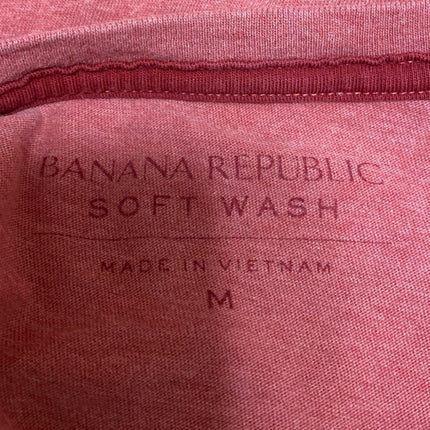 BANANA REPUBLIC
SOFT WASH
MADE IN VIETNAM
M